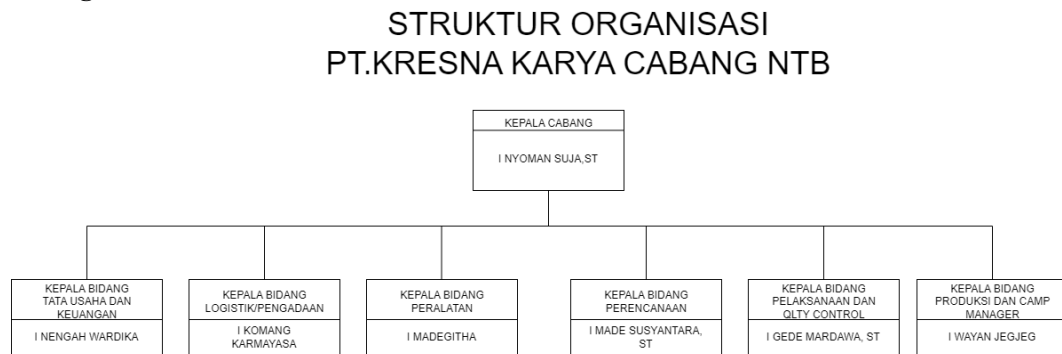 STRUKTUR ORGANISASI
PT.KRESNA KARYA CABANG NTB
KEPALA CABANG
I NYOMAN SUJA,ST
KEPALA BIDANG
TATA USAHA DAN
KEUANGAN
I NENGAH WARDIKA
KEPALA BIDANG
LOGISTIK/PENGADAAN
I KOMANG
KARMAYASA
KEPALA BIDANG
PERALATAN
I MADEGITHA
KEPALA BIDANG
PERENCANAAN
I MADE SUSYANTARA,
ST
KEPALA BIDANG
PELAKSANAAN DAN
QLTY CONTROL
I GEDE MARDAWA, ST
KEPALA BIDANG
PRODUKSI DAN CAMP
MANAGER
I WAYAN JEGJEG